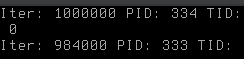 Iter: 1000000 PID: 334 TID:
0
Iter: 984000 PID: 333 TID: